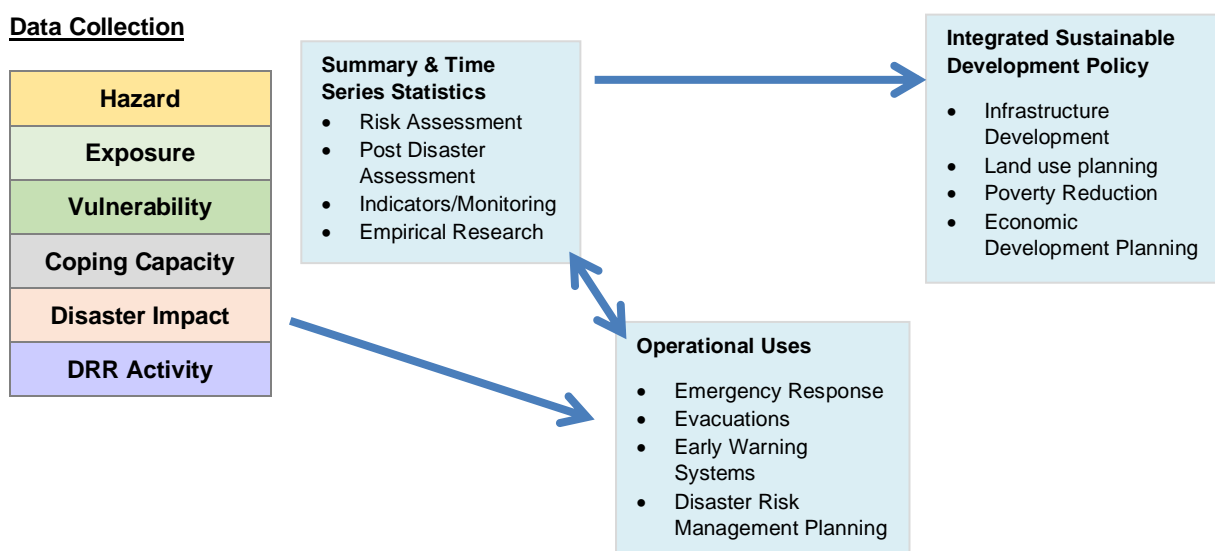 Data Collection
Hazard
Exposure
Vulnerability
Coping Capacity
Disaster Impact
DRR Activity
Summary & Time
Series Statistics
• Risk Assessment
• Post Disaster
Assessment
• Indicators/Monitoring
• Empirical Research
Operational Uses
• Emergency Response
• Evacuations
• Early Warning
Systems
• Disaster Risk
Management Planning
Integrated Sustainable
Development Policy
• Infrastructure
Development
• Land use planning
• Poverty Reduction
• Economic
Development Planning